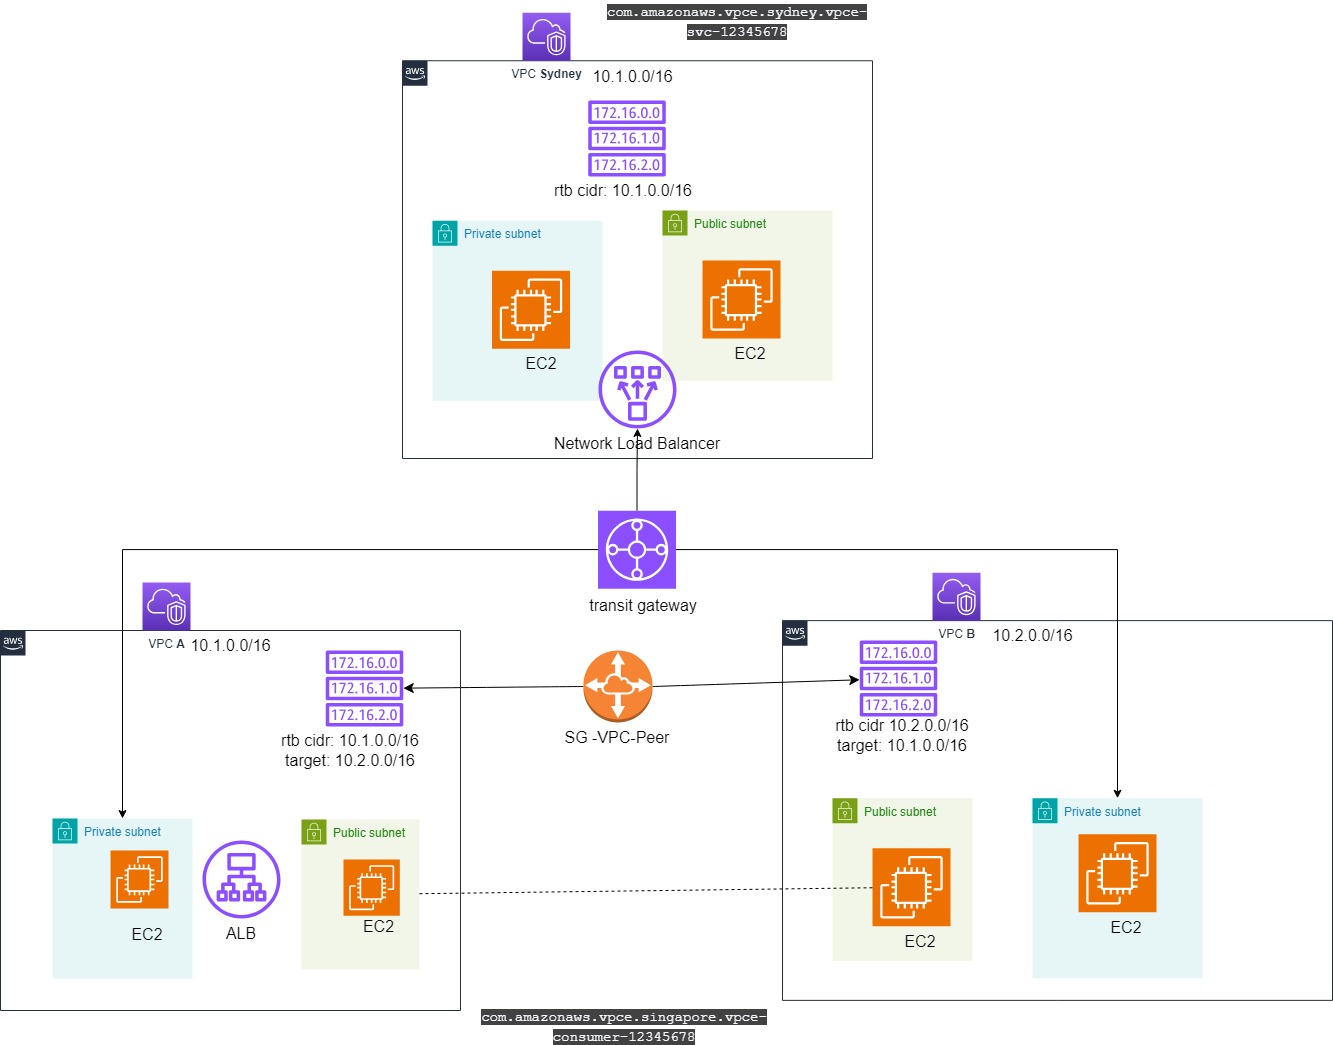 com.amazonaws.vpce.sydney.vpce-
svc-12345678
aws
VPC Sydney 10.1.0.0/16
172.16.0.0
172.16.1.0
172.16.2.0
rtb cidr: 10.1.0.0/16
Private subnet
Public subnet
EC2
EC2
Network Load Balancer
transit gateway
aws
VPC A 10.1.0.0/16
172.16.0.0
172.16.1.0
172.16.2.0
rtb cidr: 10.1.0.0/16
target: 10.2.0.0/16
SG -VPC-Peer
aws
VPC B 10.2.0.0/16
172.16.0.0
172.16.1.0
172.16.2.0
rtb cidr 10.2.0.0/16
target: 10.1.0.0/16
Private subnet
Public subnet
EC2
ALB
EC2
Public subnet
Private subnet
EC2
EC2
com.amazonaws.vpce.singapore.vpce-
consumer-12345678